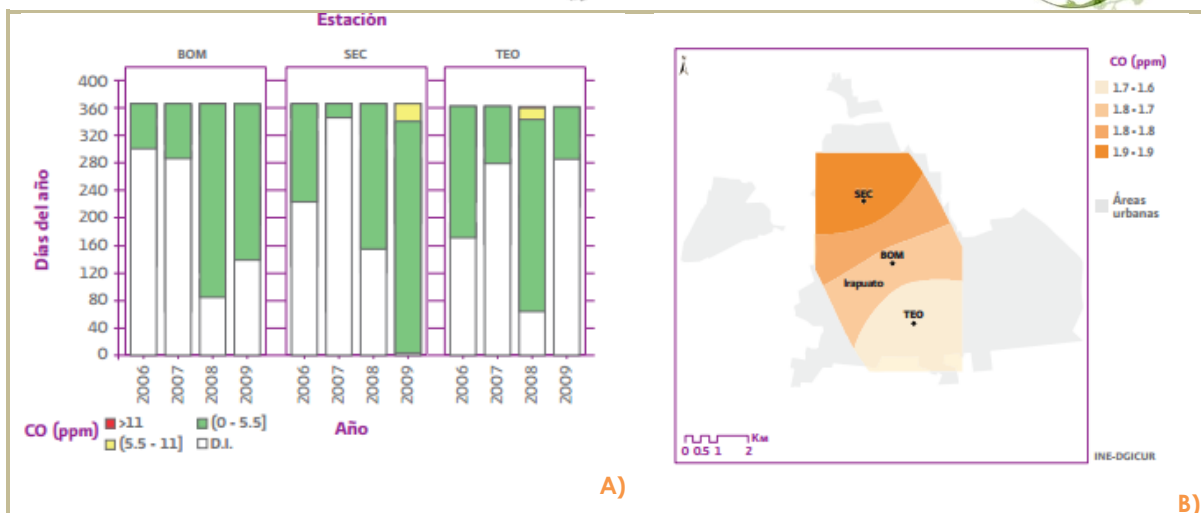 Estación
BOM SEC TEO
Días del año
400
360
320
280
240
200
160
120
80
40
0
2006 2007 2008 2009 2006 2007 2008 2009 2006 2007 2008 2009
Año
CO (ppm) >11 (0 - 5.5]
(5.5 - 11] D.I.
A)
CO (ppm)
1.7 - 1.6
1.8 - 1.7
1.8 - 1.8
1.9 - 1.9
Áreas
urbanas
SEC
BOM
Irapuato
TEO
KM
0 0.5 1 2
INE-DGICUR
B)